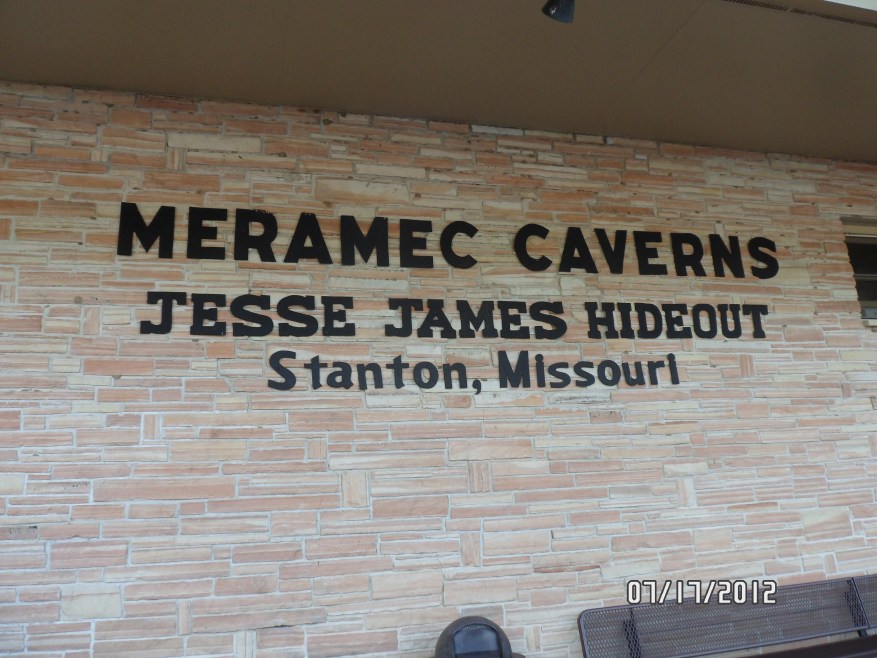 MERAMEC CAVERNS
JESSE JAMES HIDEOUT
Stanton, Missouri
07/17/2012